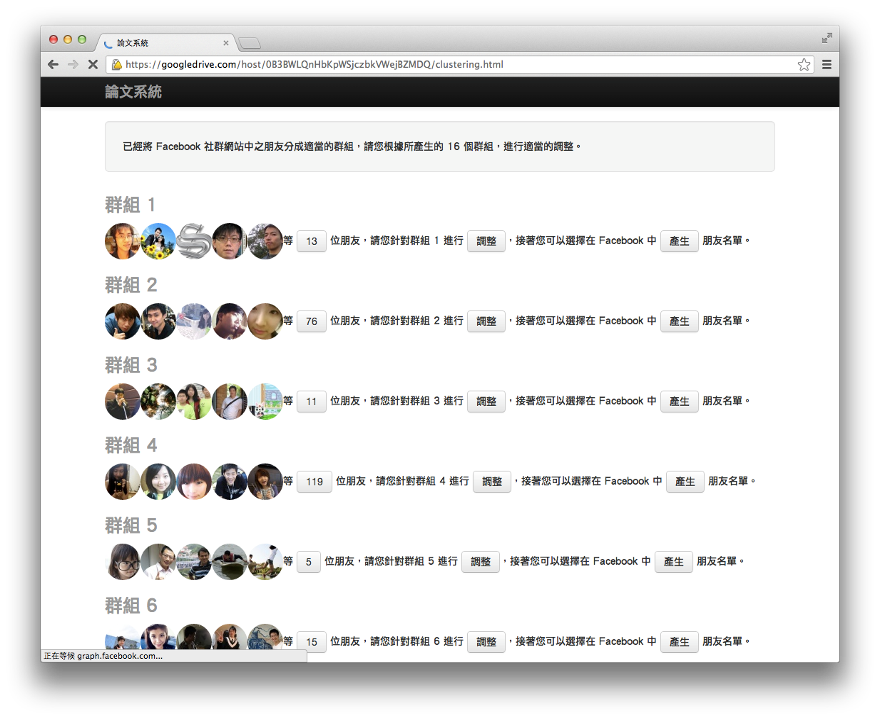 論文系統
https://googledrive.com/host/0B3BWLQnHbKpWSjczbkVWejBZMDQ/clustering.html
論文系統
已經將 Facebook 社群網站中之朋友分成適當的群組，請您根據所產生的 16 個群組，進行適當的調整。
群組 1
等 13 位朋友，請您針對群組 1 進行 調整 ，接著您可以選擇在 Facebook 中 產生 朋友名單。
群組 2
等 76 位朋友，請您針對群組 2 進行 調整 ，接著您可以選擇在 Facebook 中 產生 朋友名單。
群組 3
等 11 位朋友，請您針對群組 3 進行 調整 ，接著您可以選擇在 Facebook 中 產生 朋友名單。
群組 4
等 119 位朋友，請您針對群組 4 進行 調整 ，接著您可以選擇在 Facebook 中 產生 朋友名單。
群組 5
等 5 位朋友，請您針對群組 5 進行 調整 ，接著您可以選擇在 Facebook 中 產生 朋友名單。
群組 6
等 15 位朋友，請您針對群組 6 進行 調整 ，接著您可以選擇在 Facebook 中 產生 朋友名單。
正在等候 graph.facebook.com...